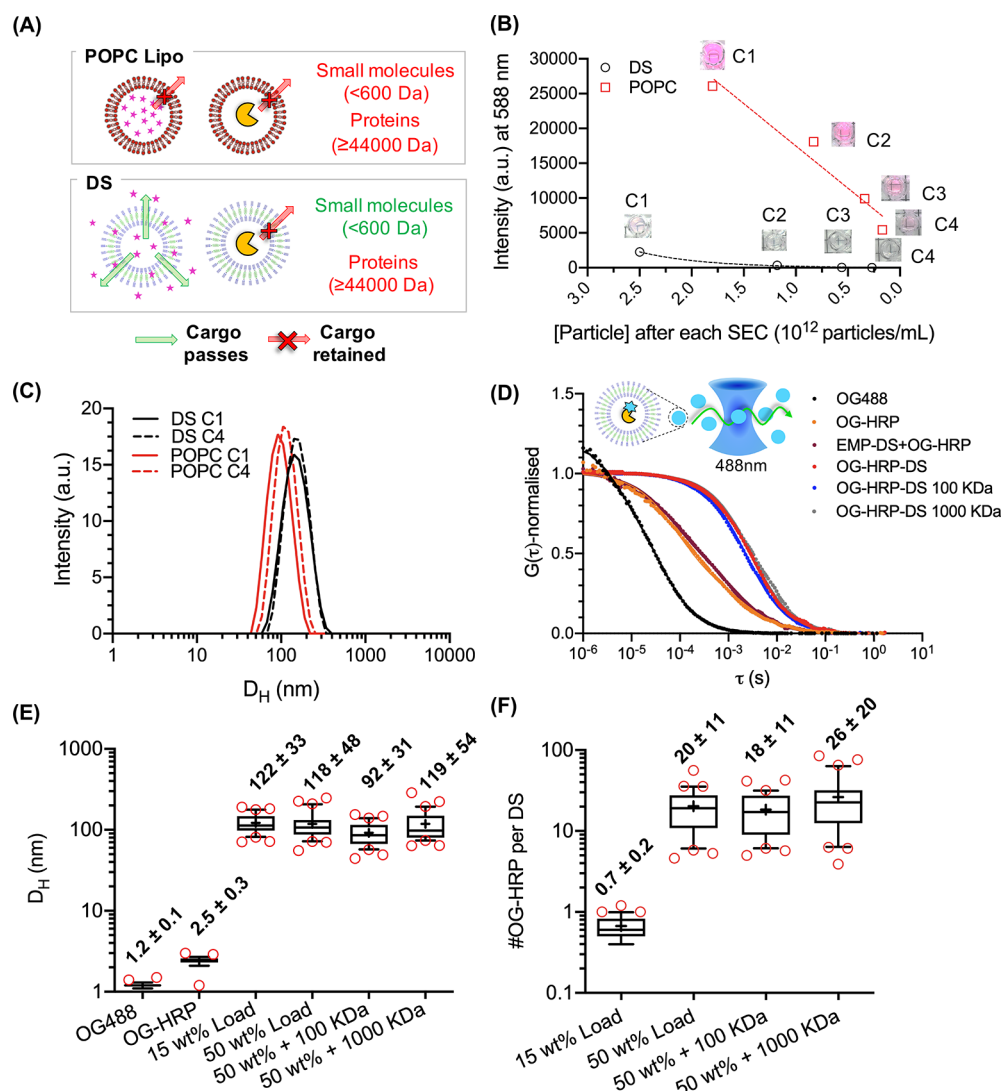 (A)
POPC Lipo
Small molecules
(<600 Da)
Proteins
(≥44000 Da)
DS
Small molecules
(<600 Da)
Proteins
(≥44000 Da)
Cargo
passes
Cargo
retained
(B)
Intensity (a.u.) at 588 nm
30000
25000
20000
15000
10000
5000
0
DS
POPC
C1
C2
C3
C4
C1
C2
C3
C4
3.0
2.5
2.0
1.5
1.0
0.5
0.0
[Particle] after each SEC (10¹² particles/mL)
(C)
Intensity (a.u.)
20
15
10
5
0
DS C1
DS C4
POPC C1
POPC C4
1
10
100
1000
10000
D_H (nm)
(D)
G(τ)-normalised
1.5
1.0
0.5
0.0
488nm
OG488
OG-HRP
EMP-DS+OG-HRP
OG-HRP-DS
OG-HRP-DS 100 KDa
OG-HRP-DS 1000 KDa
10⁻⁶
10⁻⁵
10⁻⁴
10⁻³
10⁻²
10⁻¹
10⁰
10¹
τ (s)
(E)
D_H (nm)
1000
100
10
1
1.2 ± 0.1
2.5 ± 0.3
122 ± 33
118 ± 48
92 ± 31
119 ± 54
OG488
OG-HRP
15 wt% Load
50 wt% Load
50 wt% + 100 KDa
50 wt% + 1000 KDa
(F)
#OG-HRP per DS
100
10
1
0.1
0.7 ± 0.2
20 ± 11
18 ± 11
26 ± 20
15 wt% Load
50 wt% Load
50 wt% + 100 KDa
50 wt% + 1000 KDa